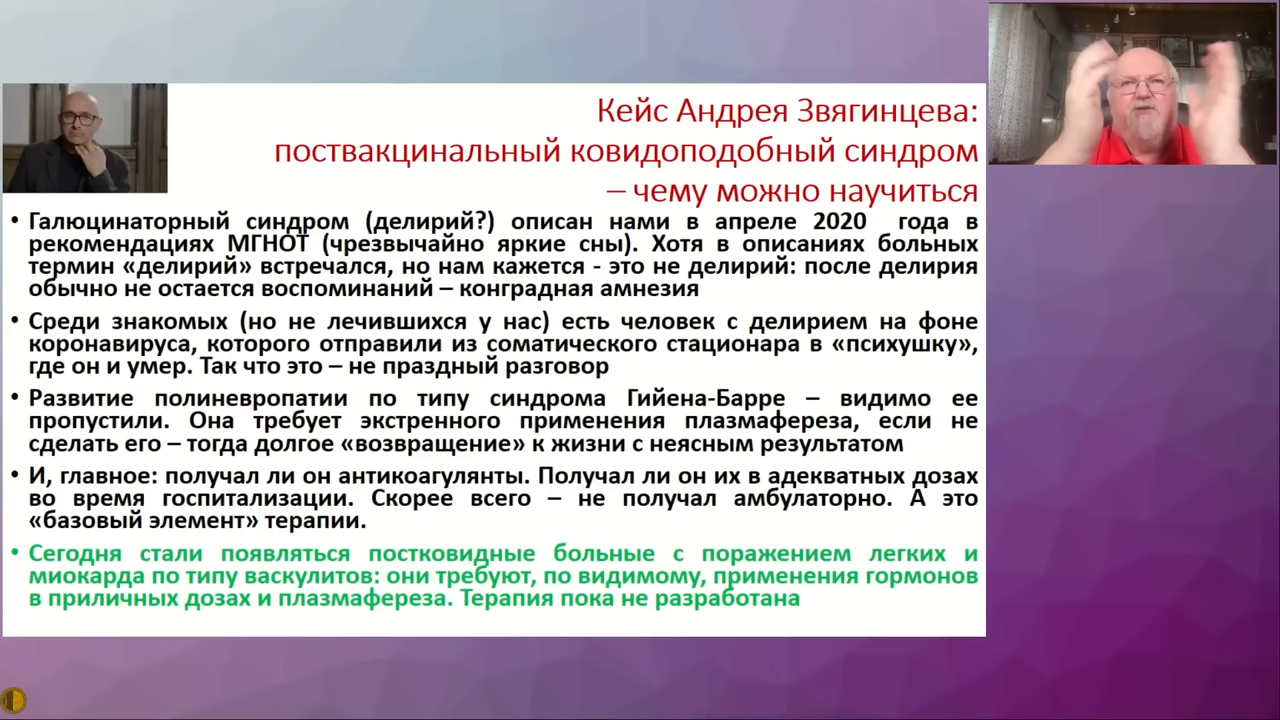 Кейс Андрея Звягинцева:
поствакцинальный ковидоподобный синдром
– чему можно научиться
• Галюцинаторный синдром (делирий?) описан нами в апреле 2020 года в
рекомендациях МГНОТ (чрезвычайно яркие сны). Хотя в описаниях больных
термин «делирий» встречался, но нам кажется - это не делирий: после делирия
обычно не остается воспоминаний – конградная амнезия
• Среди знакомых (но не лечившихся у нас) есть человек с делирием на фоне
коронавируса, которого отправили из соматического стационара в «психушку»,
где он и умер. Так что это – не праздный разговор
• Развитие полиневропатии по типу синдрома Гийена-Барре – видимо ее
пропустили. Она требует экстренного применения плазмафереза, если не
сделать его – тогда долгое «возвращение» к жизни с неясным результатом
• И, главное: получал ли он антикоагулянты. Получал ли он их в адекватных дозах
во время госпитализации. Скорее всего – не получал амбулаторно. А это
«базовый элемент» терапии.
• Сегодня стали появляться постковидные больные с поражением легких и
миокарда по типу васкулитов: они требуют, по видимому, применения гормонов
в приличных дозах и плазмафереза. Терапия пока не разработана